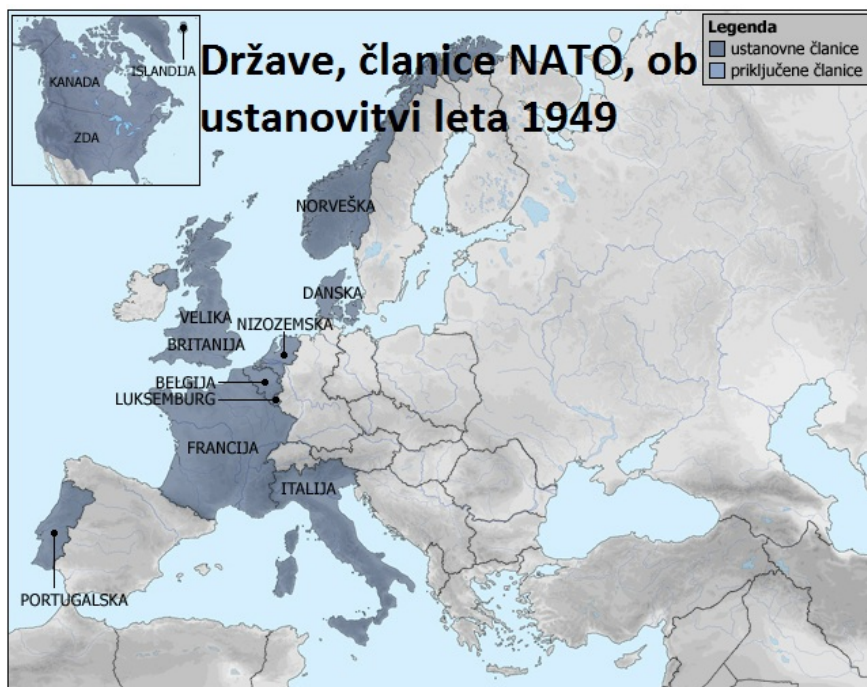 Države, članice NATO, ob
ustanovitvi leta 1949
Legenda
ustanovne članice
priključene članice
ISLANDIJA
KANADA
ZDA
NORVEŠKA
DANSKA
VELIKA
BRITANIJA
NIZOZEMSKA
BELGIJA
LUKSEMBURG
FRANCIJA
ITALIJA
PORTUGALSKA